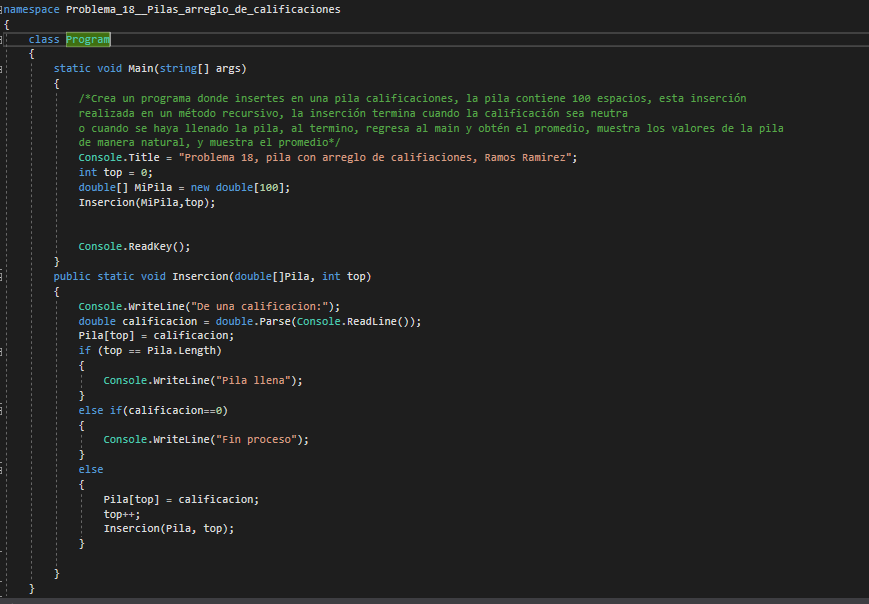 namespace Problema_18__Pilas_arreglo_de_calificaciones
{
class Program
{
static void Main(string[] args)
{
/*Crea un programa donde insertes en una pila calificaciones, la pila contiene 100 espacios, esta inserción
realizada en un método recursivo, la inserción termina cuando la calificación sea neutra
o cuando se haya llenado la pila, al termino, regresa al main y obtén el promedio, muestra los valores de la pila
de manera natural, y muestra el promedio*/
Console.Title = "Problema 18, pila con arreglo de califiaciones, Ramos Ramirez";
int top = 0;
double[] MiPila = new double[100];
Insercion(MiPila,top);
Console.ReadKey();
}
public static void Insercion(double[]Pila, int top)
{
Console.WriteLine("De una calificacion:");
double calificacion = double.Parse(Console.ReadLine());
Pila[top] = calificacion;
if (top == Pila.Length)
{
Console.WriteLine("Pila llena");
}
else if(calificacion==0)
{
Console.WriteLine("Fin proceso");
}
else
{
Pila[top] = calificacion;
top++;
Insercion(Pila, top);
}
}
}